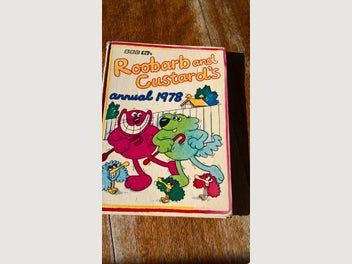 BBC tv's
Roobarb and
Custard's
annual 1978